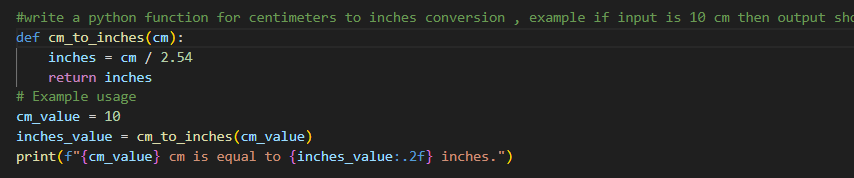 #write a python function for centimeters to inches conversion , example if input is 10 cm then output
def cm_to_inches(cm):
    inches = cm / 2.54
    return inches
# Example usage
cm_value = 10
inches_value = cm_to_inches(cm_value)
print(f"{cm_value} cm is equal to {inches_value:.2f} inches.")